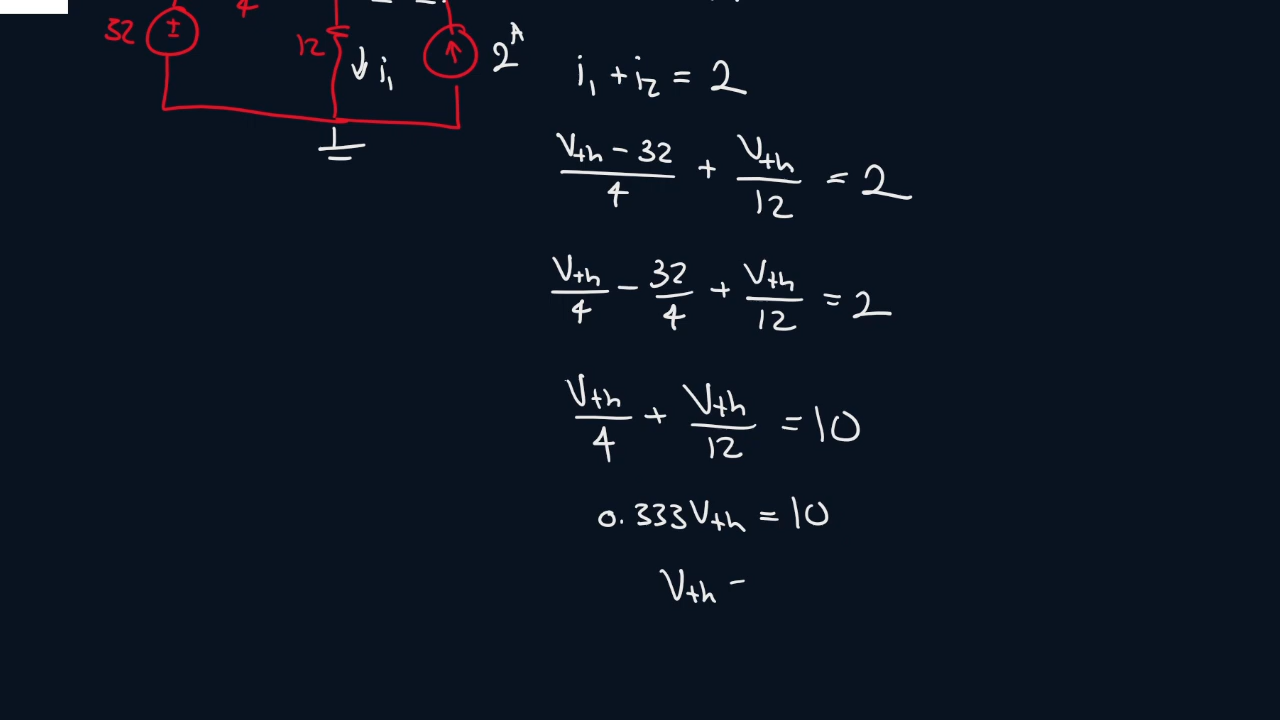 4
32 ±
12 ↓ i₁ ↑ 2ᴬ
i₁ + i₂ = 2
(Vth - 32)/4 + Vth/12 = 2
Vth/4 - 32/4 + Vth/12 = 2
Vth/4 + Vth/12 = 10
0.333Vth = 10
Vth -